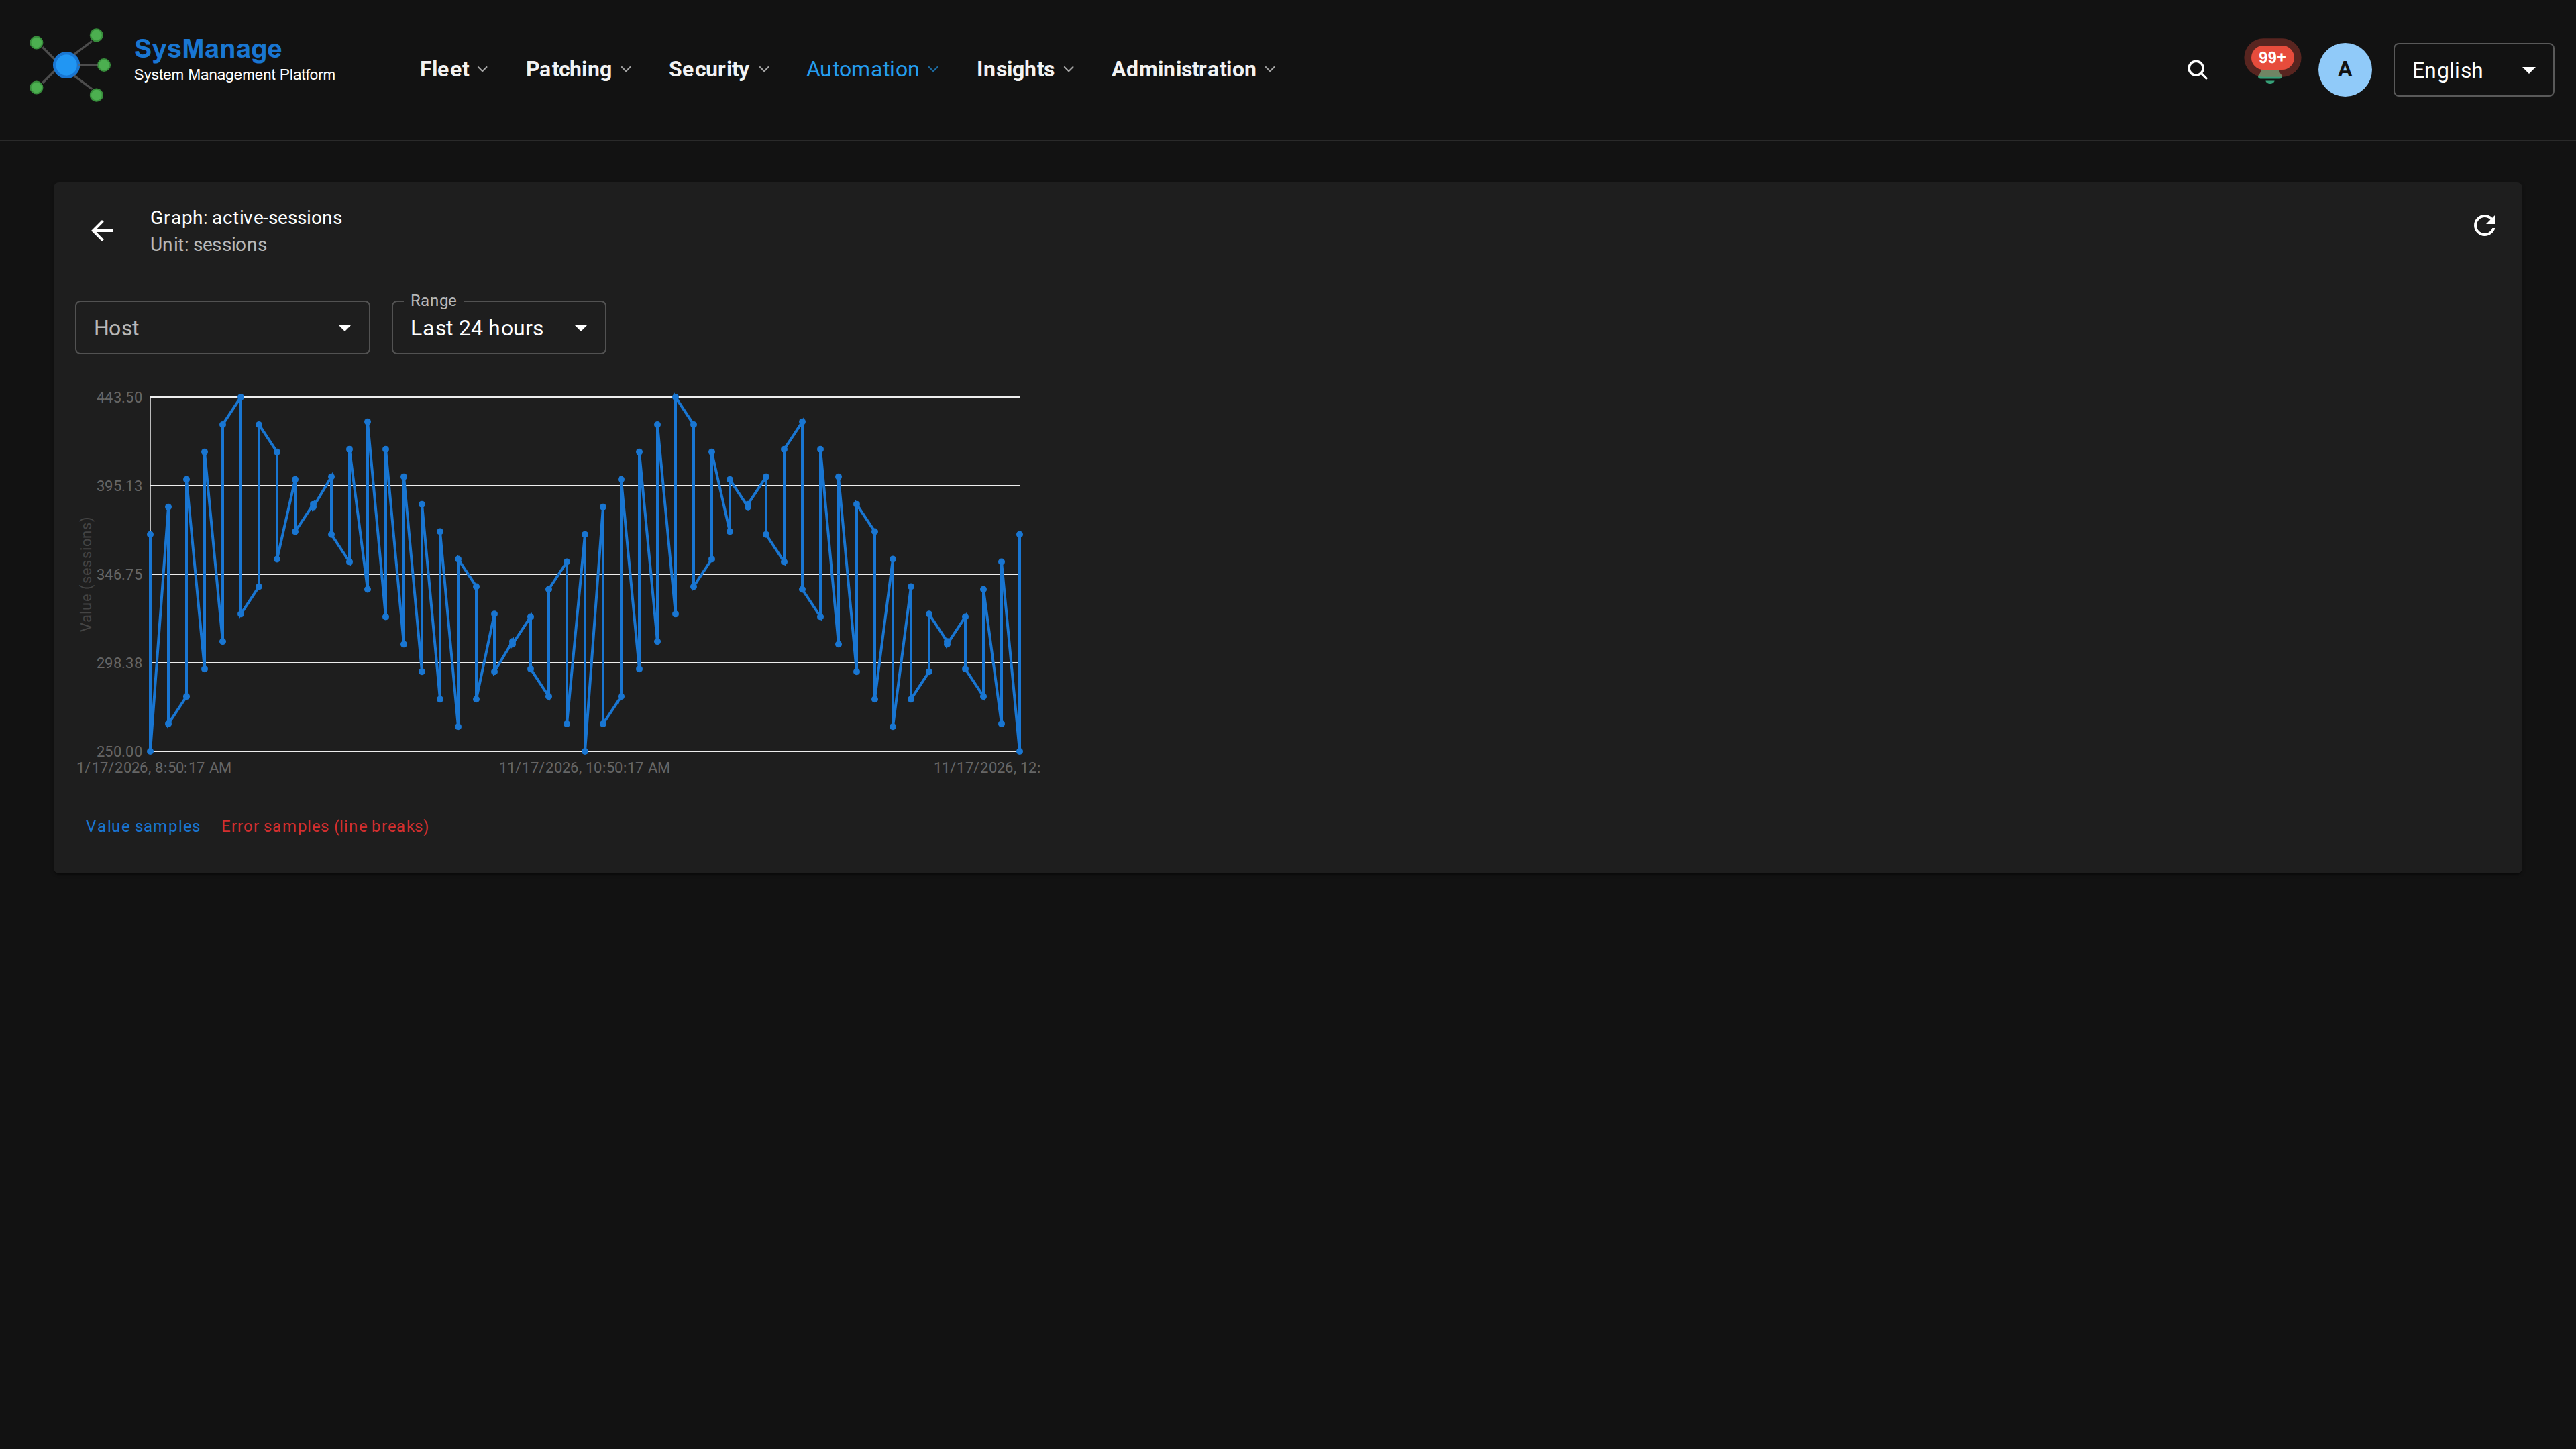 SysManage
System Management Platform
Fleet
Patching
Security
Automation
Insights
Administration
99+
A
English
Graph: active-sessions
Unit: sessions
Host
Range
Last 24 hours
443.50
395.13
346.75
298.38
250.00
Value (sessions)
1/17/2026, 8:50:17 AM
11/17/2026, 10:50:17 AM
11/17/2026, 12:
Value samples
Error samples (line breaks)